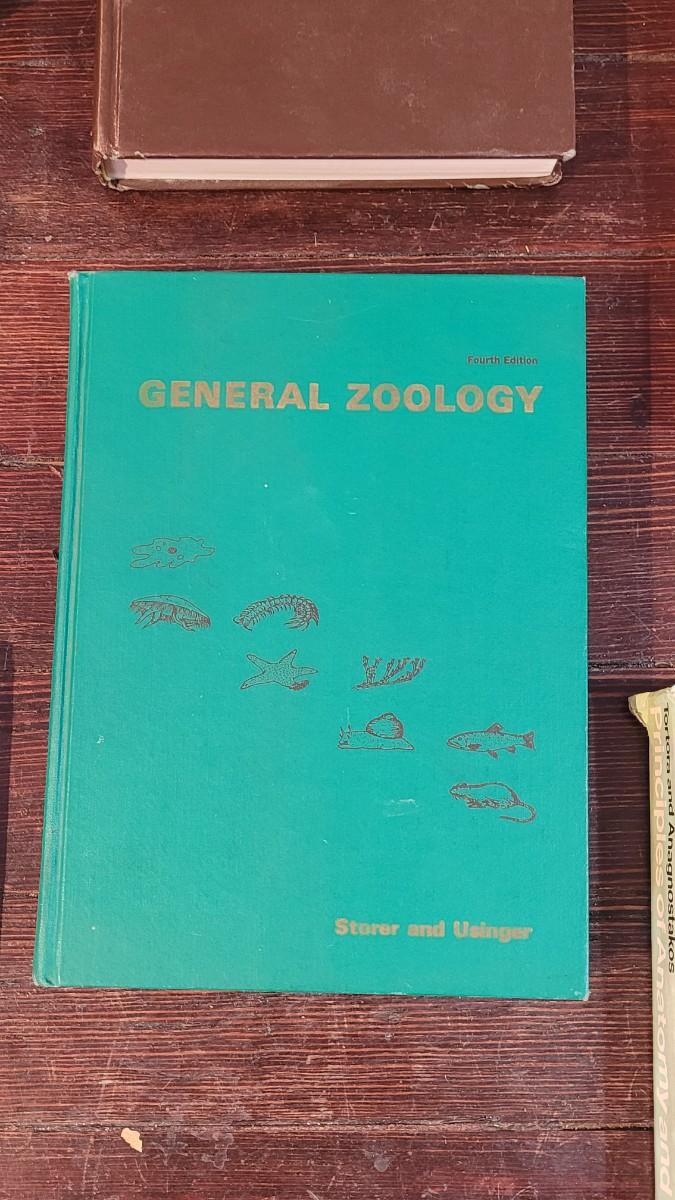 Fourth Edition
GENERAL ZOOLOGY
Storer and Usinger
Tortora and Anagnostakos
Principles of Anatomy and